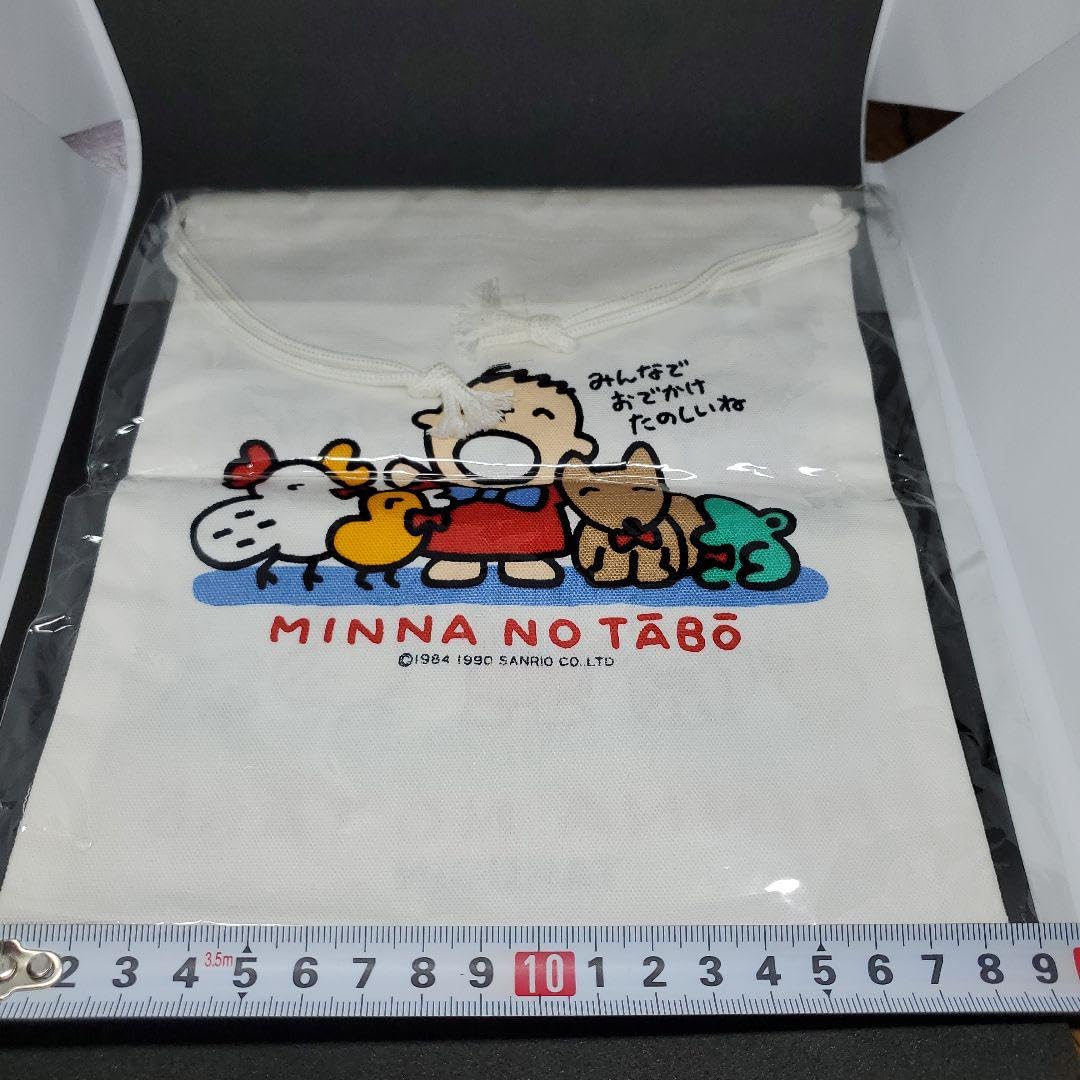 みんなで
おでかけ
たのしいね
MINNA NO TĀBŌ
©1984 1990 SANRIO CO.,LTD
2 3 4 3.5m 5 6 7 8 9 10 1 2 3 4 5 6 7 8 9